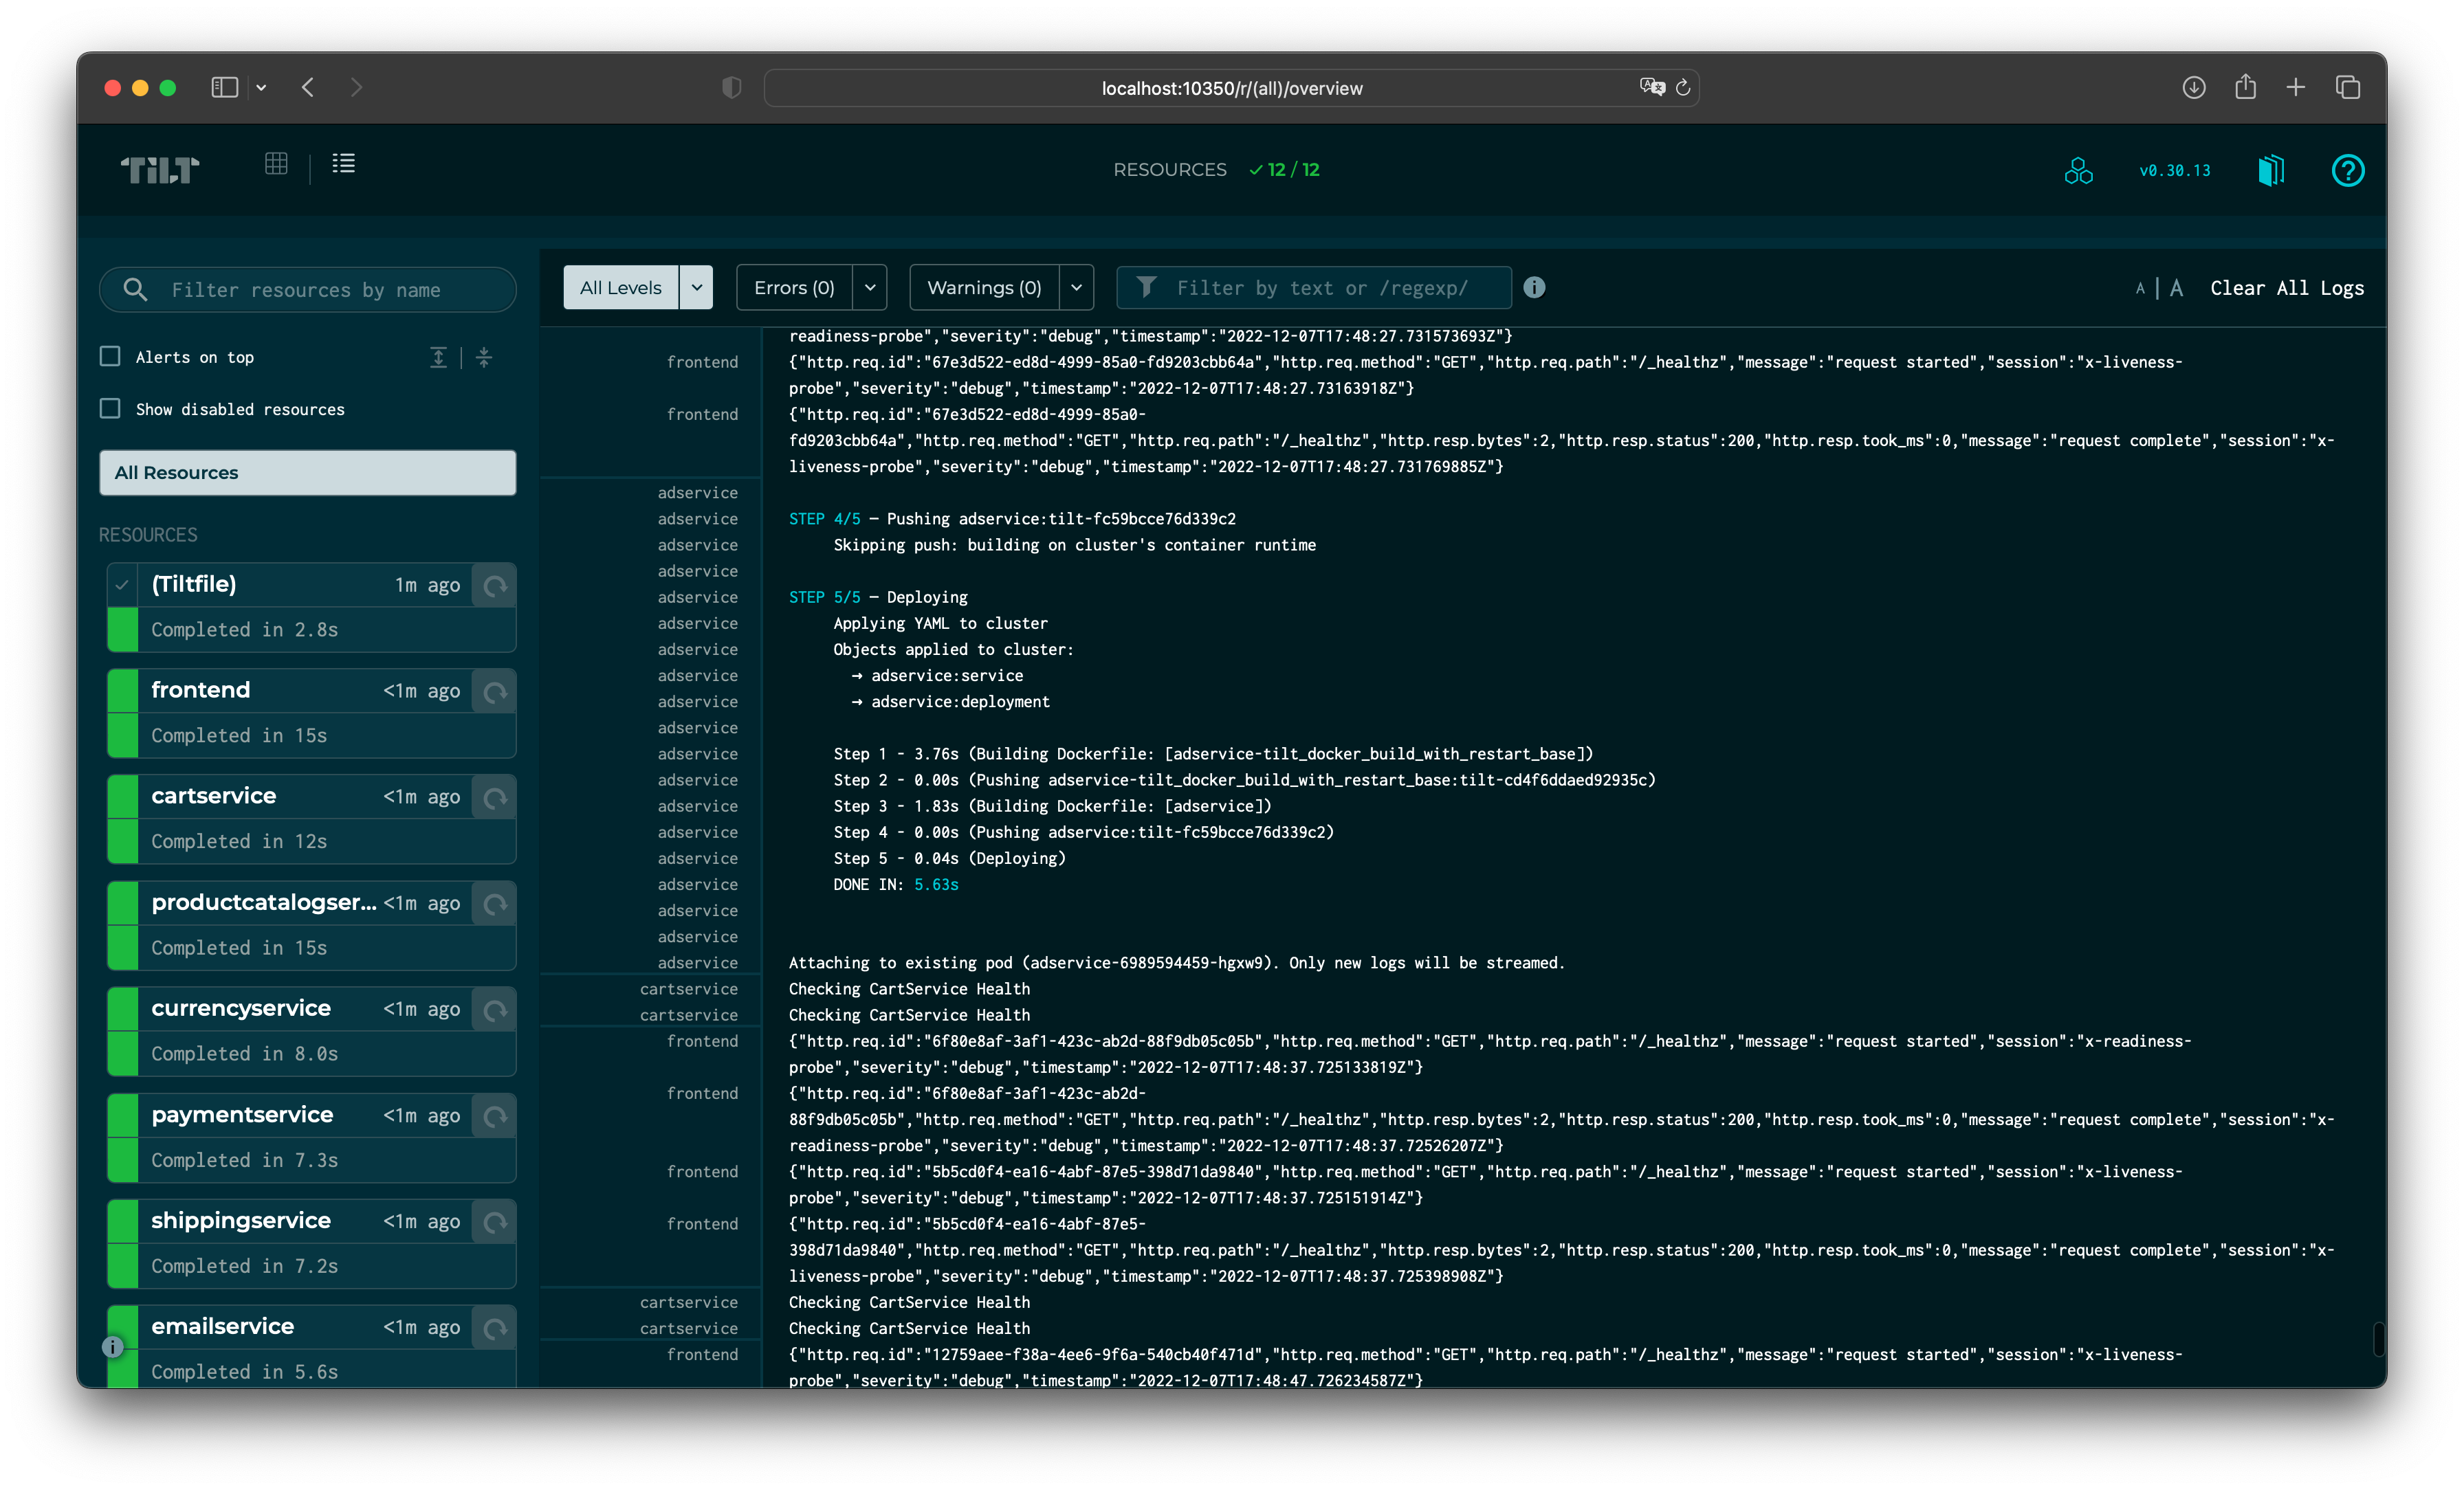 localhost:10350/r/(all)/overview
TILT
RESOURCES ✓ 12 / 12
v0.30.13
Filter resources by name
Alerts on top
Show disabled resources
All Resources
RESOURCES
(Tiltfile) 1m ago
Completed in 2.8s
frontend <1m ago
Completed in 15s
cartservice <1m ago
Completed in 12s
productcatalogser... <1m ago
Completed in 15s
currencyservice <1m ago
Completed in 8.0s
paymentservice <1m ago
Completed in 7.3s
shippingservice <1m ago
Completed in 7.2s
emailservice <1m ago
Completed in 5.6s
All Levels
Errors (0)
Warnings (0)
Filter by text or /regexp/
A | A
Clear All Logs
readiness-probe","severity":"debug","timestamp":"2022-12-07T17:48:27.731573693Z"}
frontend {"http.req.id":"67e3d522-ed8d-4999-85a0-fd9203cbb64a","http.req.method":"GET","http.req.path":"/_healthz","message":"request started","session":"x-liveness-
probe","severity":"debug","timestamp":"2022-12-07T17:48:27.73163918Z"}
frontend {"http.req.id":"67e3d522-ed8d-4999-85a0-
fd9203cbb64a","http.req.method":"GET","http.req.path":"/_healthz","http.resp.bytes":2,"http.resp.status":200,"http.resp.took_ms":0,"message":"request complete","session":"x-
liveness-probe","severity":"debug","timestamp":"2022-12-07T17:48:27.731769885Z"}
adservice
adservice STEP 4/5 — Pushing adservice:tilt-fc59bcce76d339c2
adservice Skipping push: building on cluster's container runtime
adservice
adservice STEP 5/5 — Deploying
adservice Applying YAML to cluster
adservice Objects applied to cluster:
adservice → adservice:service
adservice → adservice:deployment
adservice
adservice Step 1 - 3.76s (Building Dockerfile: [adservice-tilt_docker_build_with_restart_base])
adservice Step 2 - 0.00s (Pushing adservice-tilt_docker_build_with_restart_base:tilt-cd4f6ddaed92935c)
adservice Step 3 - 1.83s (Building Dockerfile: [adservice])
adservice Step 4 - 0.00s (Pushing adservice:tilt-fc59bcce76d339c2)
adservice Step 5 - 0.04s (Deploying)
adservice DONE IN: 5.63s
adservice
adservice
adservice Attaching to existing pod (adservice-6989594459-hgxw9). Only new logs will be streamed.
cartservice Checking CartService Health
cartservice Checking CartService Health
frontend {"http.req.id":"6f80e8af-3af1-423c-ab2d-88f9db05c05b","http.req.method":"GET","http.req.path":"/_healthz","message":"request started","session":"x-readiness-
probe","severity":"debug","timestamp":"2022-12-07T17:48:37.725133819Z"}
frontend {"http.req.id":"6f80e8af-3af1-423c-ab2d-
88f9db05c05b","http.req.method":"GET","http.req.path":"/_healthz","http.resp.bytes":2,"http.resp.status":200,"http.resp.took_ms":0,"message":"request complete","session":"x-
readiness-probe","severity":"debug","timestamp":"2022-12-07T17:48:37.72526207Z"}
frontend {"http.req.id":"5b5cd0f4-ea16-4abf-87e5-398d71da9840","http.req.method":"GET","http.req.path":"/_healthz","message":"request started","session":"x-liveness-
probe","severity":"debug","timestamp":"2022-12-07T17:48:37.725151914Z"}
frontend {"http.req.id":"5b5cd0f4-ea16-4abf-87e5-
398d71da9840","http.req.method":"GET","http.req.path":"/_healthz","http.resp.bytes":2,"http.resp.status":200,"http.resp.took_ms":0,"message":"request complete","session":"x-
liveness-probe","severity":"debug","timestamp":"2022-12-07T17:48:37.725398908Z"}
cartservice Checking CartService Health
cartservice Checking CartService Health
frontend {"http.req.id":"12759aee-f38a-4ee6-9f6a-540cb40f471d","http.req.method":"GET","http.req.path":"/_healthz","message":"request started","session":"x-liveness-
probe","severity":"debug","timestamp":"2022-12-07T17:48:47.726234587Z"}